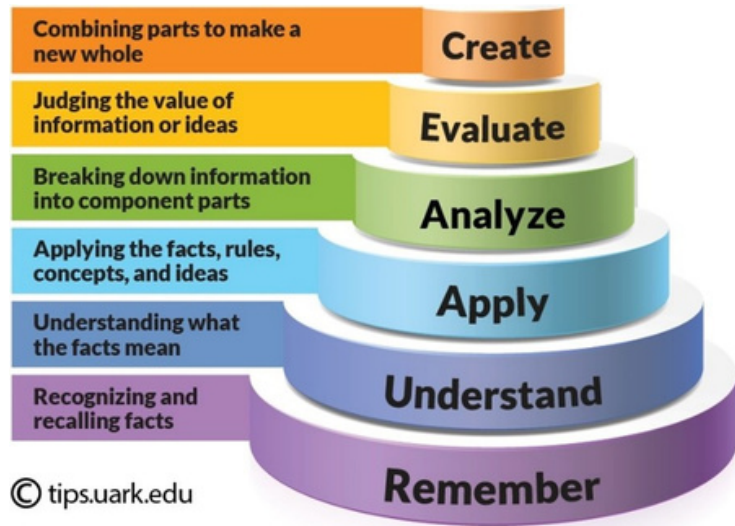 Combining parts to make a
new whole
Create
Judging the value of
information or ideas
Evaluate
Breaking down information
into component parts
Analyze
Applying the facts, rules,
concepts, and ideas
Apply
Understanding what
the facts mean
Understand
Recognizing and
recalling facts
Remember
© tips.uark.edu